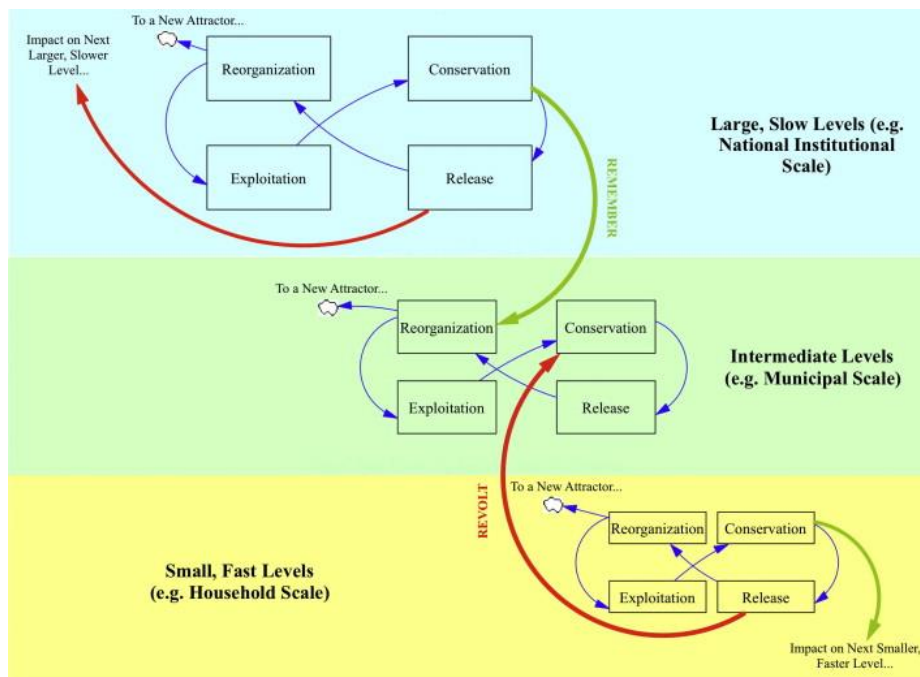 To a New Attractor...
Impact on Next
Larger, Slower
Level...
Reorganization
Conservation
Large, Slow Levels (e.g.
National Institutional
Scale)
Exploitation
Release
REMEMBER
To a New Attractor...
Reorganization
Conservation
Intermediate Levels
(e.g. Municipal Scale)
Exploitation
Release
REVOLT
To a New Attractor...
Reorganization
Conservation
Small, Fast Levels
(e.g. Household Scale)
Exploitation
Release
Impact on Next Smaller,
Faster Level...